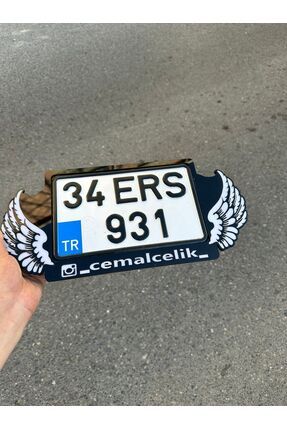 34 ERS
931
TR
_cemalcelik_